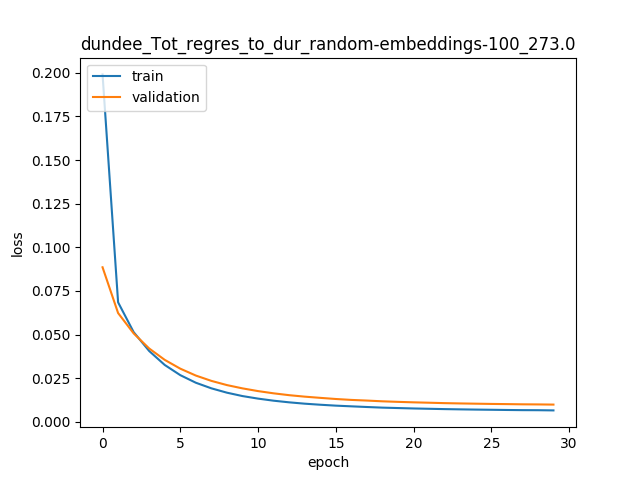 dundee_Tot_regres_to_dur_random-embeddings-100_273.0
train
validation
0.200
0.175
0.150
0.125
0.100
0.075
0.050
0.025
0.000
loss
0 5 10 15 20 25 30
epoch